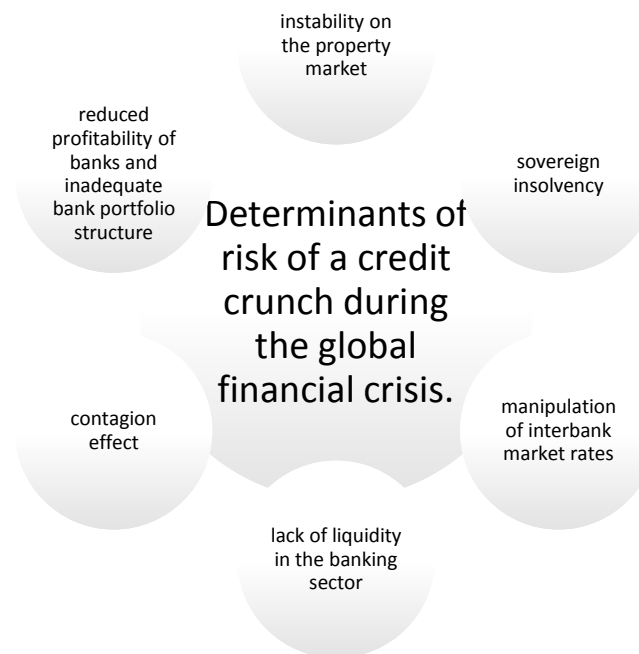 instability on
the property
market
reduced
profitability of
banks and
inadequate
bank portfolio
structure
sovereign
insolvency
Determinants of
risk of a credit
crunch during
the global
financial crisis.
contagion
effect
manipulation
of interbank
market rates
lack of liquidity
in the banking
sector